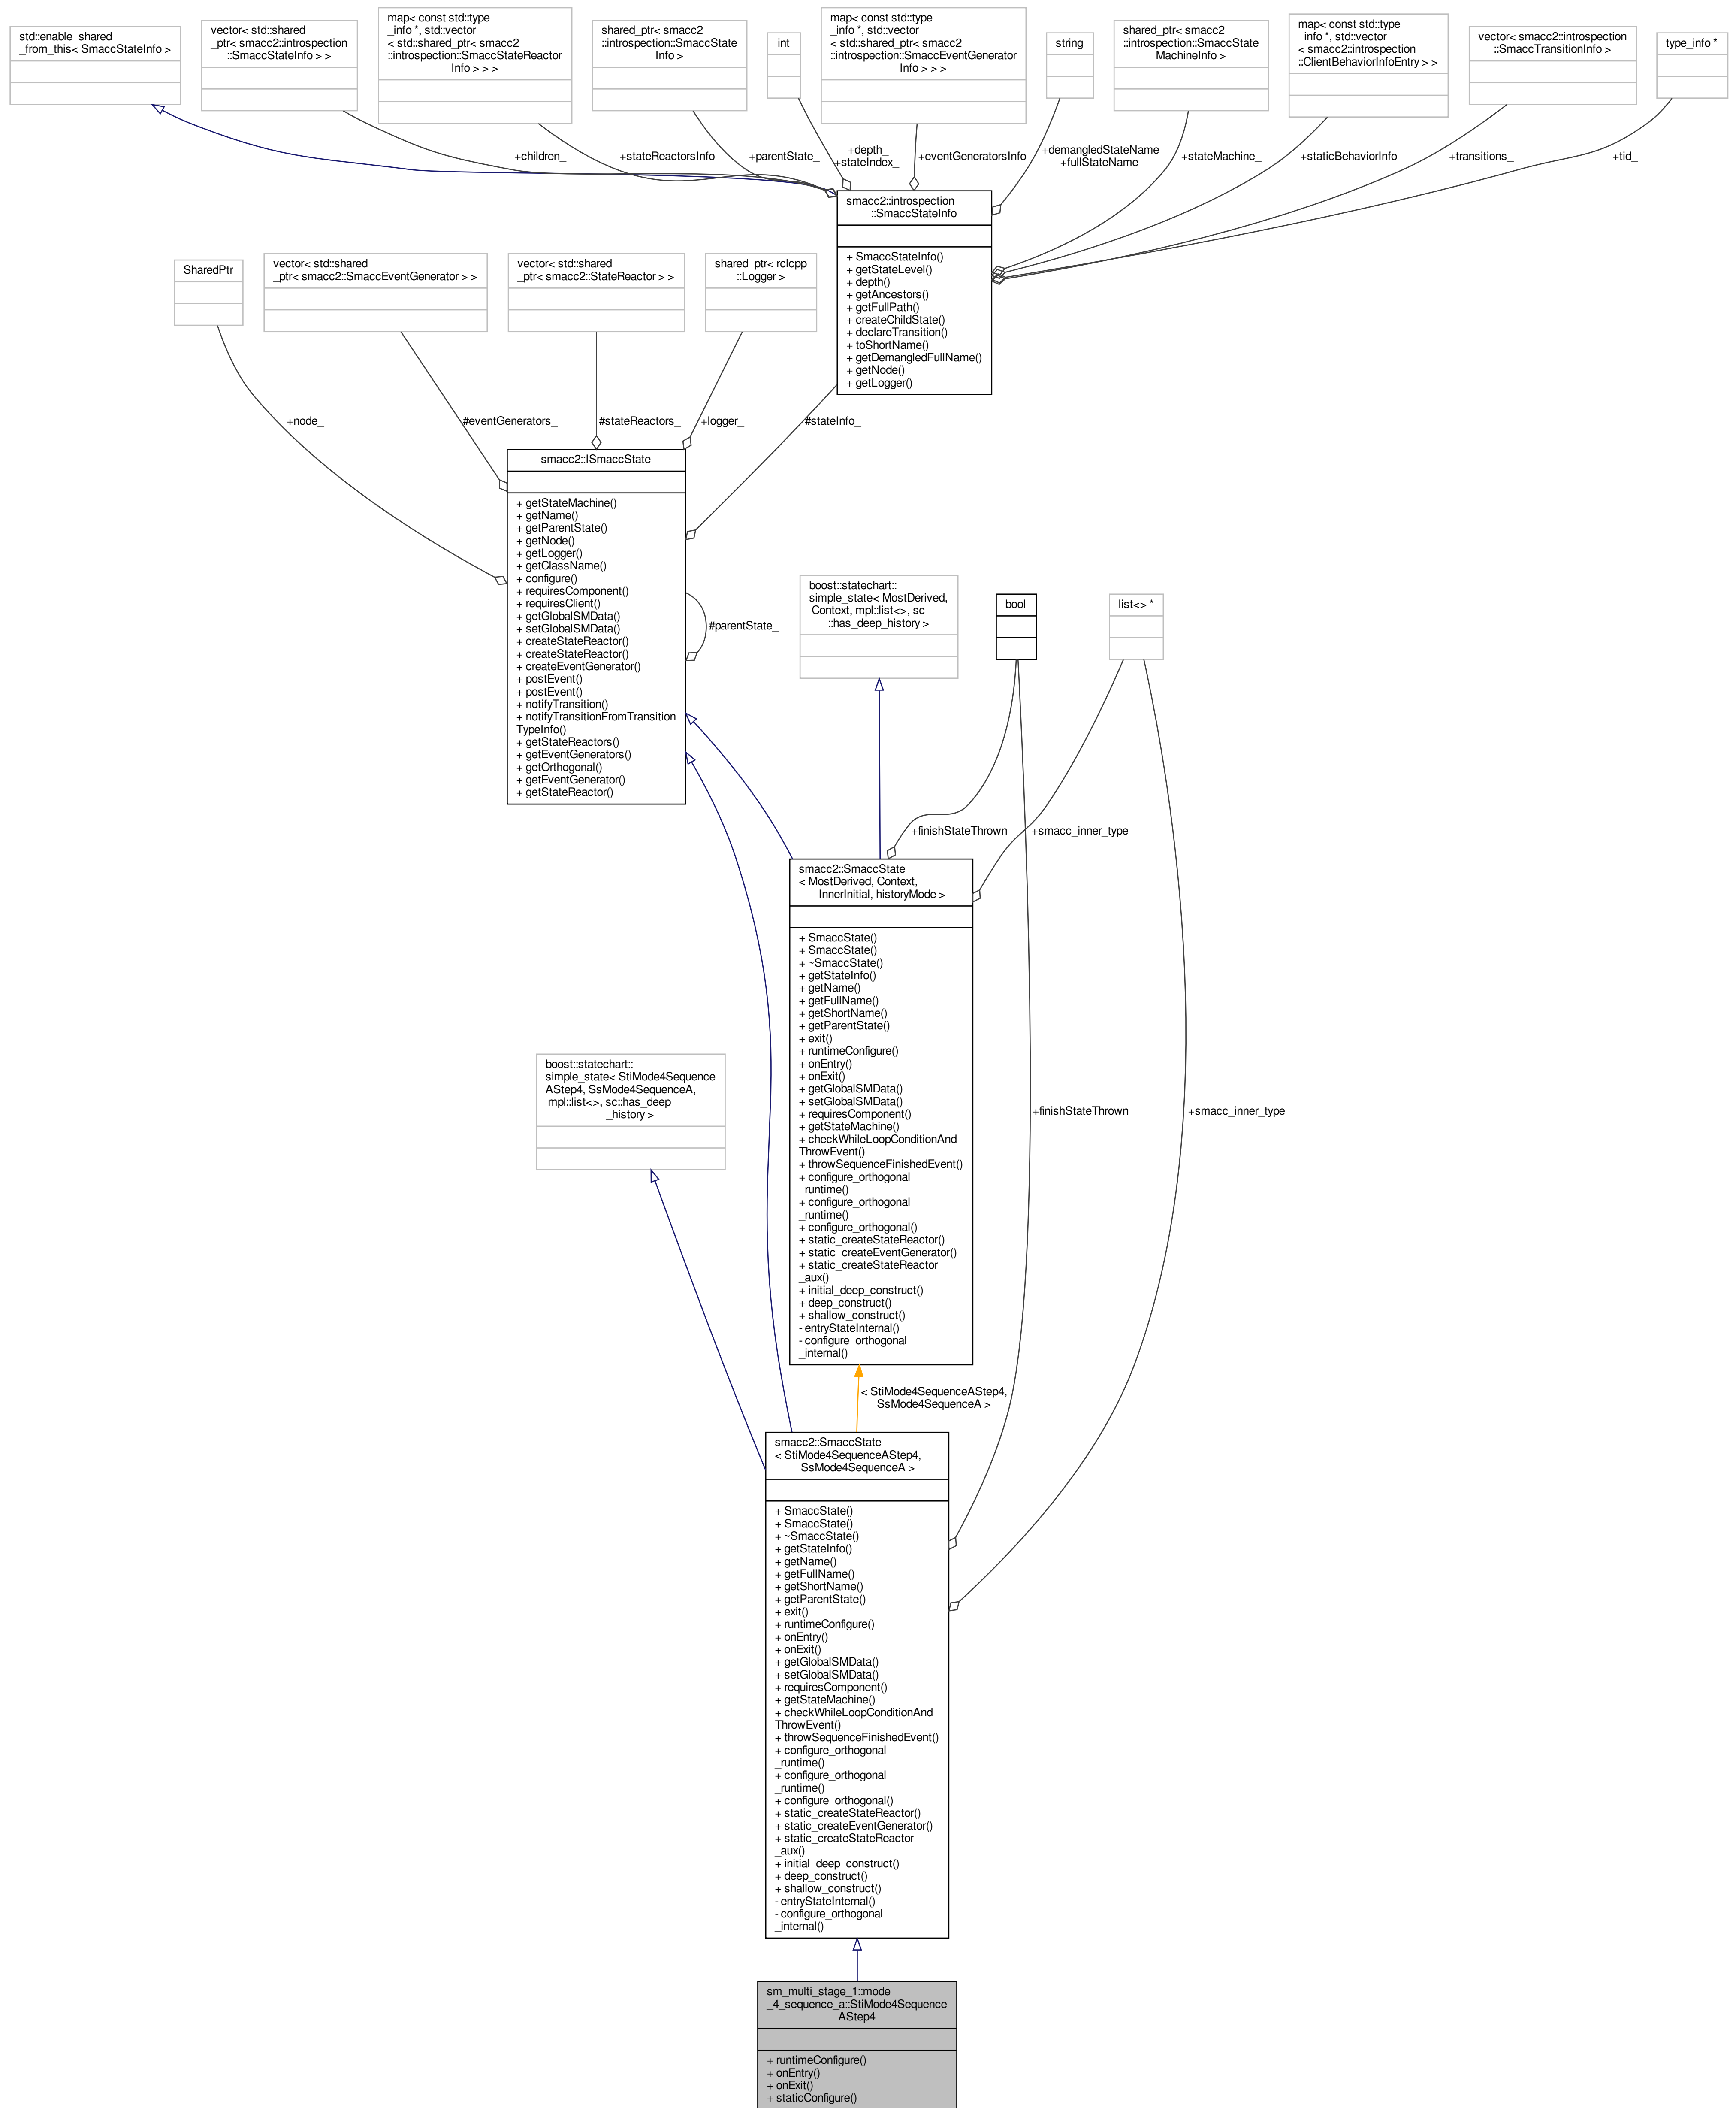 std::enable_shared
_from_this< SmaccStateInfo >
vector< std::shared
_ptr< smacc2::introspection
::SmaccStateInfo > >
map< const std::type
_info *, std::vector
< std::shared_ptr< smacc2
::introspection::SmaccStateReactor
Info > > >
shared_ptr< smacc2
::introspection::SmaccState
Info >
int
map< const std::type
_info *, std::vector
< std::shared_ptr< smacc2
::introspection::SmaccEventGenerator
Info > > >
string
shared_ptr< smacc2
::introspection::SmaccState
MachineInfo >
map< const std::type
_info *, std::vector
< smacc2::introspection
::ClientBehaviorInfoEntry > >
vector< smacc2::introspection
::SmaccTransitionInfo >
type_info *
+children_
+stateReactorsInfo
+parentState_
+depth_
+stateIndex_
+eventGeneratorsInfo
+demangledStateName
+fullStateName
+stateMachine_
+staticBehaviorInfo
+transitions_
+tid_
smacc2::introspection
::SmaccStateInfo
+ SmaccStateInfo()
+ getStateLevel()
+ depth()
+ getAncestors()
+ getFullPath()
+ createChildState()
+ declareTransition()
+ toShortName()
+ getDemangledFullName()
+ getNode()
+ getLogger()
SharedPtr
vector< std::shared
_ptr< smacc2::SmaccEventGenerator > >
vector< std::shared
_ptr< smacc2::StateReactor > >
shared_ptr< rclcpp
::Logger >
+node_
#eventGenerators_
#stateReactors_
+logger_
#stateInfo_
smacc2::ISmaccState
+ getStateMachine()
+ getName()
+ getParentState()
+ getNode()
+ getLogger()
+ getClassName()
+ configure()
+ requiresComponent()
+ requiresClient()
+ getGlobalSMData()
+ setGlobalSMData()
+ createStateReactor()
+ createStateReactor()
+ createEventGenerator()
+ postEvent()
+ postEvent()
+ notifyTransition()
+ notifyTransitionFromTransition
TypeInfo()
+ getStateReactors()
+ getEventGenerators()
+ getOrthogonal()
+ getEventGenerator()
+ getStateReactor()
#parentState_
boost::statechart::
simple_state< MostDerived,
Context, mpl::list<>, sc
::has_deep_history >
bool
list<> *
+finishStateThrown
+smacc_inner_type
smacc2::SmaccState
< MostDerived, Context,
InnerInitial, historyMode >
+ SmaccState()
+ SmaccState()
+ ~SmaccState()
+ getStateInfo()
+ getName()
+ getFullName()
+ getShortName()
+ getParentState()
+ exit()
+ runtimeConfigure()
+ onEntry()
+ onExit()
+ getGlobalSMData()
+ setGlobalSMData()
+ requiresComponent()
+ getStateMachine()
+ checkWhileLoopConditionAnd
ThrowEvent()
+ throwSequenceFinishedEvent()
+ configure_orthogonal
_runtime()
+ configure_orthogonal
_runtime()
+ configure_orthogonal()
+ static_createStateReactor()
+ static_createEventGenerator()
+ static_createStateReactor
_aux()
+ initial_deep_construct()
+ deep_construct()
+ shallow_construct()
- entryStateInternal()
- configure_orthogonal
_internal()
boost::statechart::
simple_state< StiMode4Sequence
AStep4, SsMode4SequenceA,
mpl::list<>, sc::has_deep
_history >
+finishStateThrown
+smacc_inner_type
< StiMode4SequenceAStep4,
SsMode4SequenceA >
smacc2::SmaccState
< StiMode4SequenceAStep4,
SsMode4SequenceA >
+ SmaccState()
+ SmaccState()
+ ~SmaccState()
+ getStateInfo()
+ getName()
+ getFullName()
+ getShortName()
+ getParentState()
+ exit()
+ runtimeConfigure()
+ onEntry()
+ onExit()
+ getGlobalSMData()
+ setGlobalSMData()
+ requiresComponent()
+ getStateMachine()
+ checkWhileLoopConditionAnd
ThrowEvent()
+ throwSequenceFinishedEvent()
+ configure_orthogonal
_runtime()
+ configure_orthogonal
_runtime()
+ configure_orthogonal()
+ static_createStateReactor()
+ static_createEventGenerator()
+ static_createStateReactor
_aux()
+ initial_deep_construct()
+ deep_construct()
+ shallow_construct()
- entryStateInternal()
- configure_orthogonal
_internal()
sm_multi_stage_1::mode
_4_sequence_a::StiMode4Sequence
AStep4
+ runtimeConfigure()
+ onEntry()
+ onExit()
+ staticConfigure()